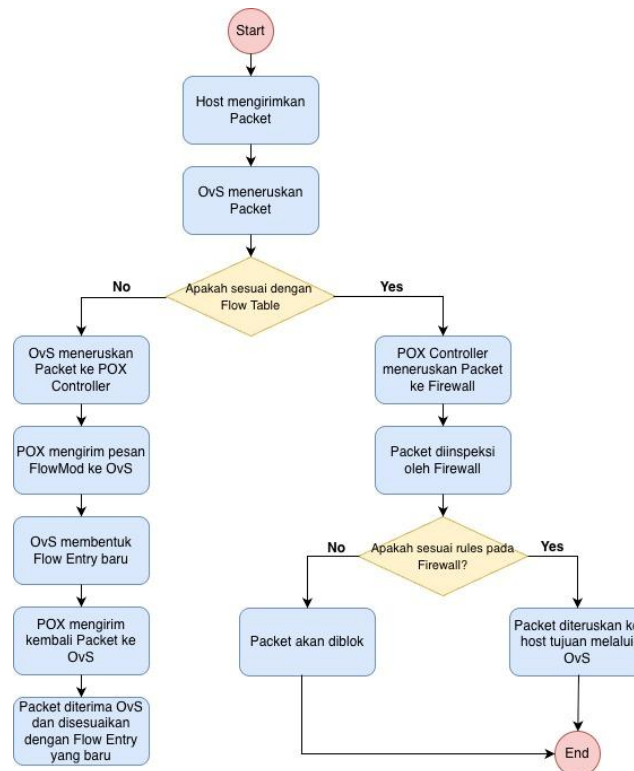 Start
Host mengirimkan
Packet
OvS meneruskan
Packet
Apakah sesuai dengan
Flow Table
No
Yes
OvS meneruskan
Packet ke POX
Controller
POX mengirim pesan
FlowMod ke OvS
OvS membentuk
Flow Entry baru
POX mengirim
kembali Packet ke
OvS
Packet diterima OvS
dan disesuaikan
dengan Flow Entry
yang baru
POX Controller
meneruskan Packet
ke Firewall
Packet diinspeksi
oleh Firewall
Apakah sesuai rules pada
Firewall?
No
Yes
Packet akan diblok
Packet diteruskan ke
host tujuan melalui
OvS
End